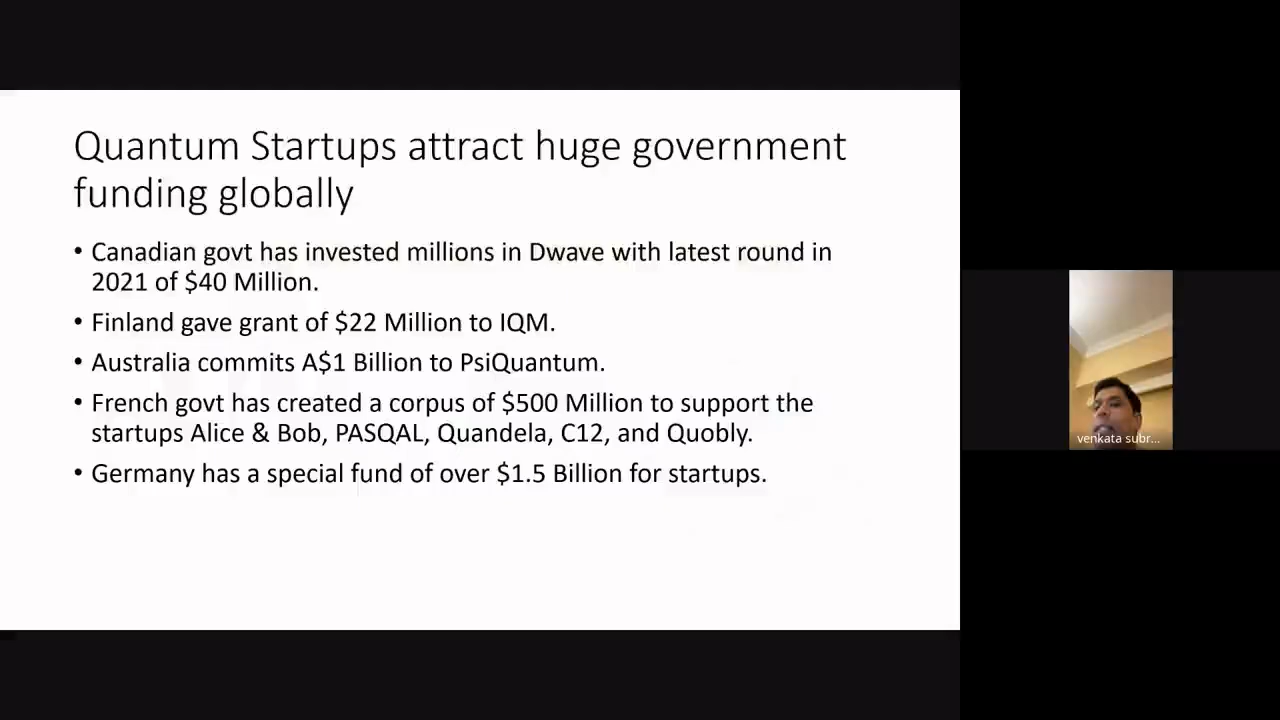 Quantum Startups attract huge government
funding globally
• Canadian govt has invested millions in Dwave with latest round in
2021 of $40 Million.
• Finland gave grant of $22 Million to IQM.
• Australia commits A$1 Billion to PsiQuantum.
• French govt has created a corpus of $500 Million to support the
startups Alice & Bob, PASQAL, Quandela, C12, and Quobly.
• Germany has a special fund of over $1.5 Billion for startups.
venkata subr...